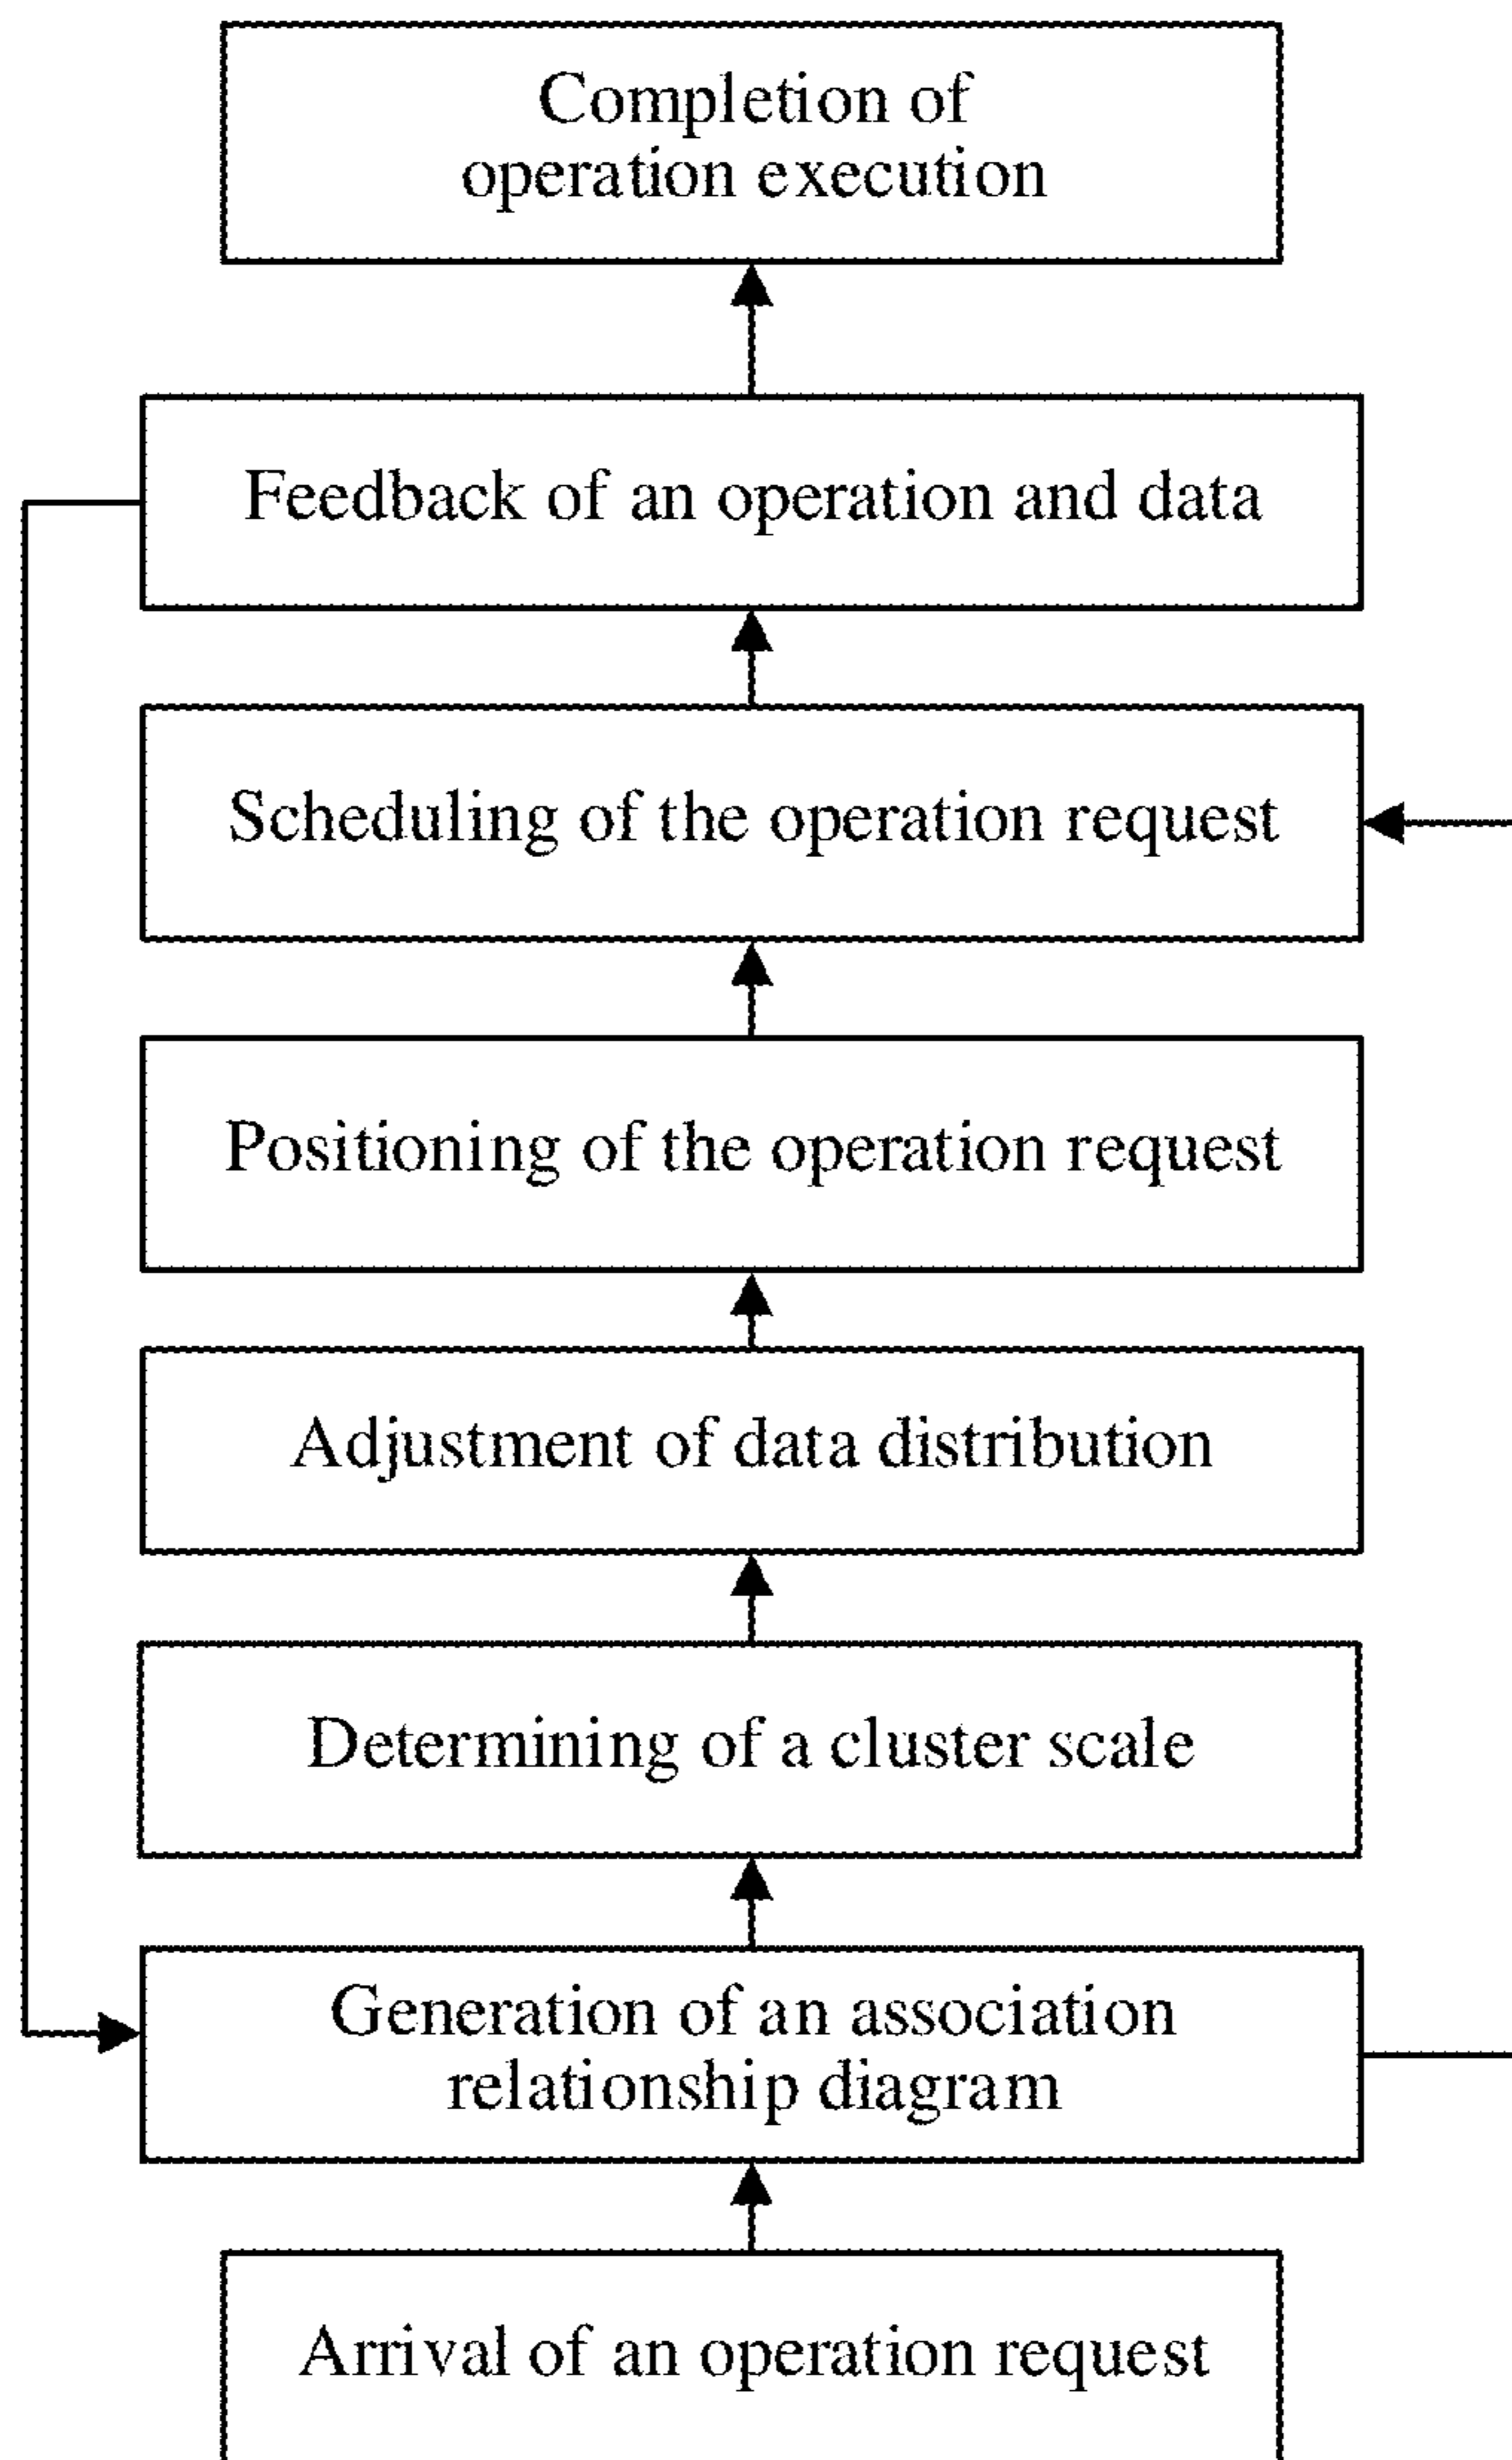 Completion of
operation execution
Feedback of an operation and data
Scheduling of the operation request
Positioning of the operation request
Adjustment of data distribution
Determining of a cluster scale
Generation of an association
relationship diagram
Arrival of an operation request